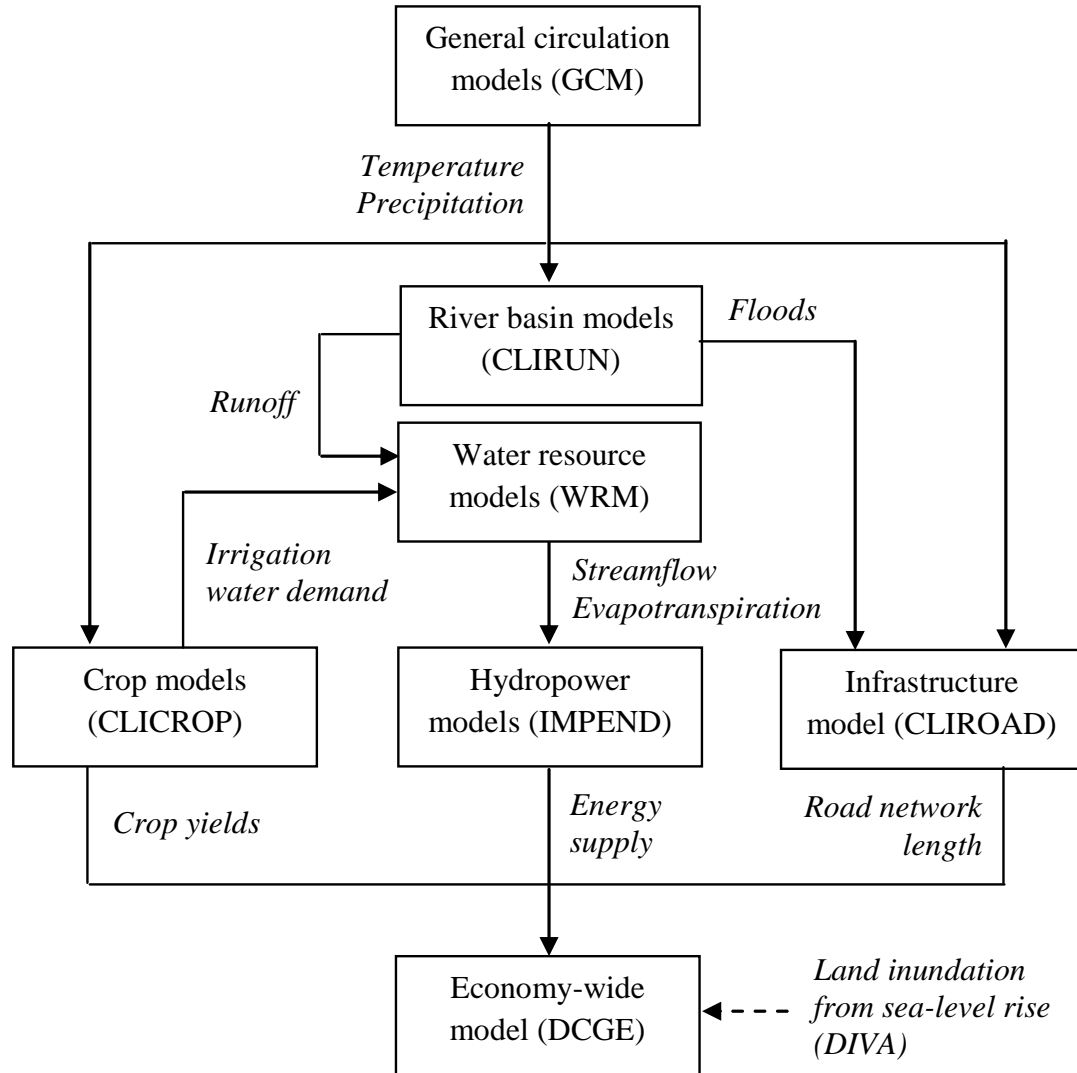 General circulation
models (GCM)
Temperature
Precipitation
River basin models
(CLIRUN)
Floods
Runoff
Water resource
models (WRM)
Irrigation
water demand
Streamflow
Evapotranspiration
Crop models
(CLICROP)
Hydropower
models (IMPEND)
Infrastructure
model (CLIROAD)
Crop yields
Energy
supply
Road network
length
Economy-wide
model (DCGE)
Land inundation
from sea-level rise
(DIVA)